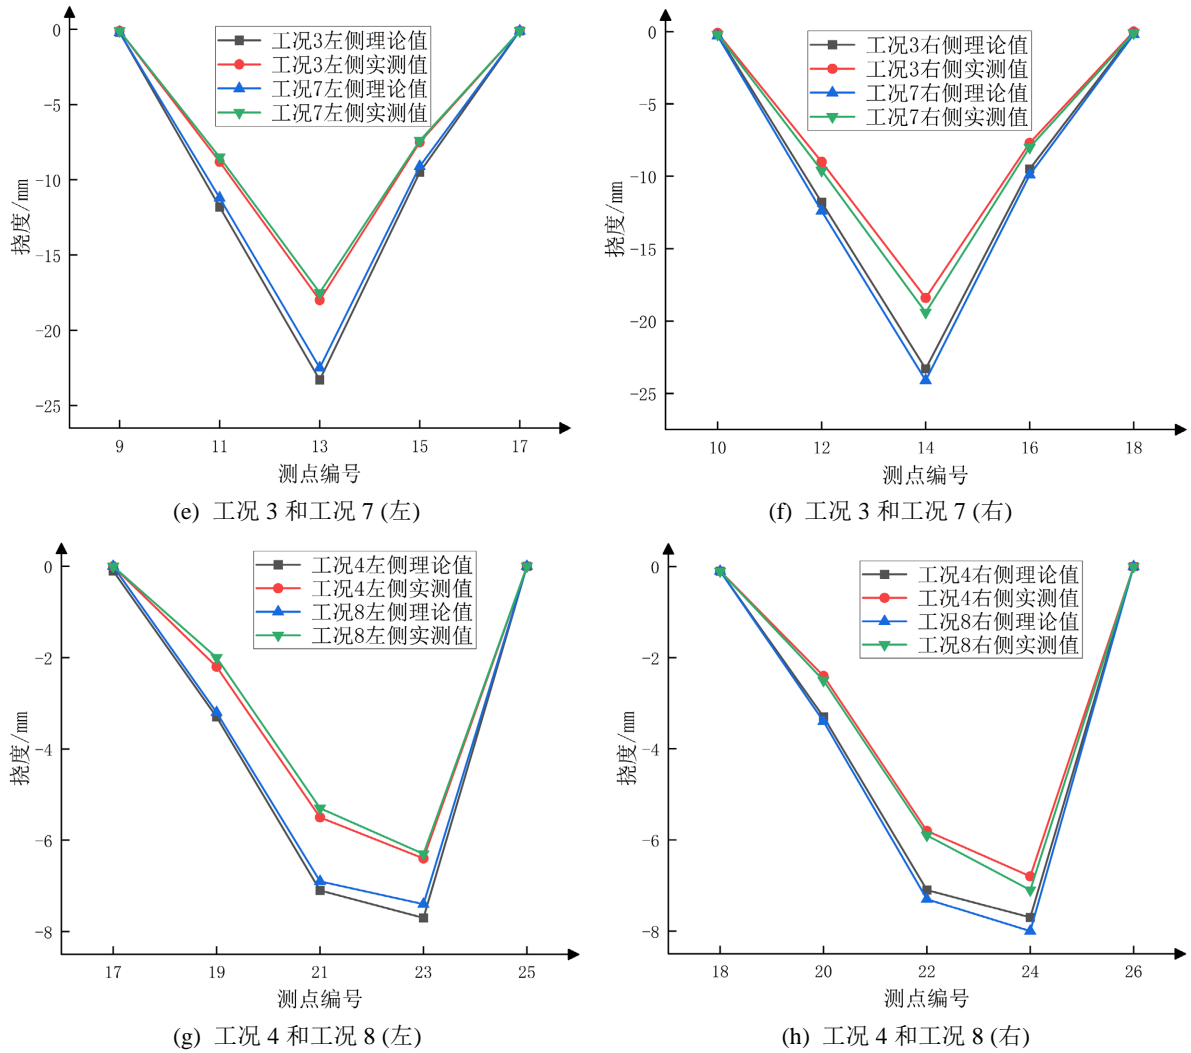 0
-5
-10
-15
-20
-25
挠度/mm
工况3左侧理论值
工况3左侧实测值
工况7左侧理论值
工况7左侧实测值
9 11 13 15 17
测点编号
(e) 工况 3 和工况 7 (左)
0
-5
-10
-15
-20
-25
挠度/mm
工况3右侧理论值
工况3右侧实测值
工况7右侧理论值
工况7右侧实测值
10 12 14 16 18
测点编号
(f) 工况 3 和工况 7 (右)
0
-2
-4
-6
-8
挠度/mm
工况4左侧理论值
工况4左侧实测值
工况8左侧理论值
工况8左侧实测值
17 19 21 23 25
测点编号
(g) 工况 4 和工况 8 (左)
0
-2
-4
-6
-8
挠度/mm
工况4右侧理论值
工况4右侧实测值
工况8右侧理论值
工况8右侧实测值
18 20 22 24 26
测点编号
(h) 工况 4 和工况 8 (右)